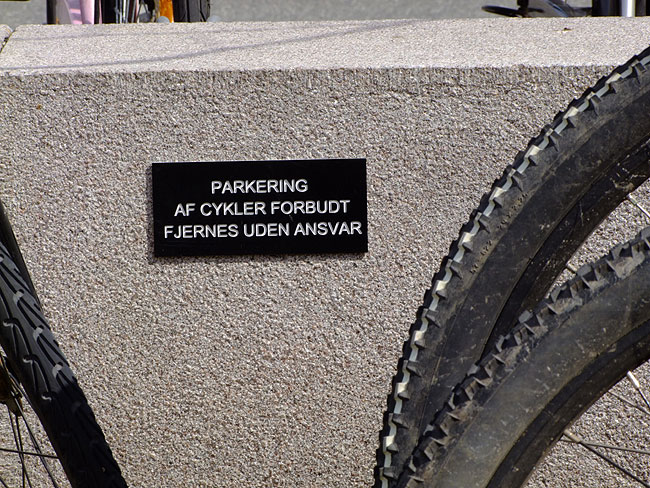 PARKERING
AF CYKLER FORBUDT
FJERNES UDEN ANSVAR